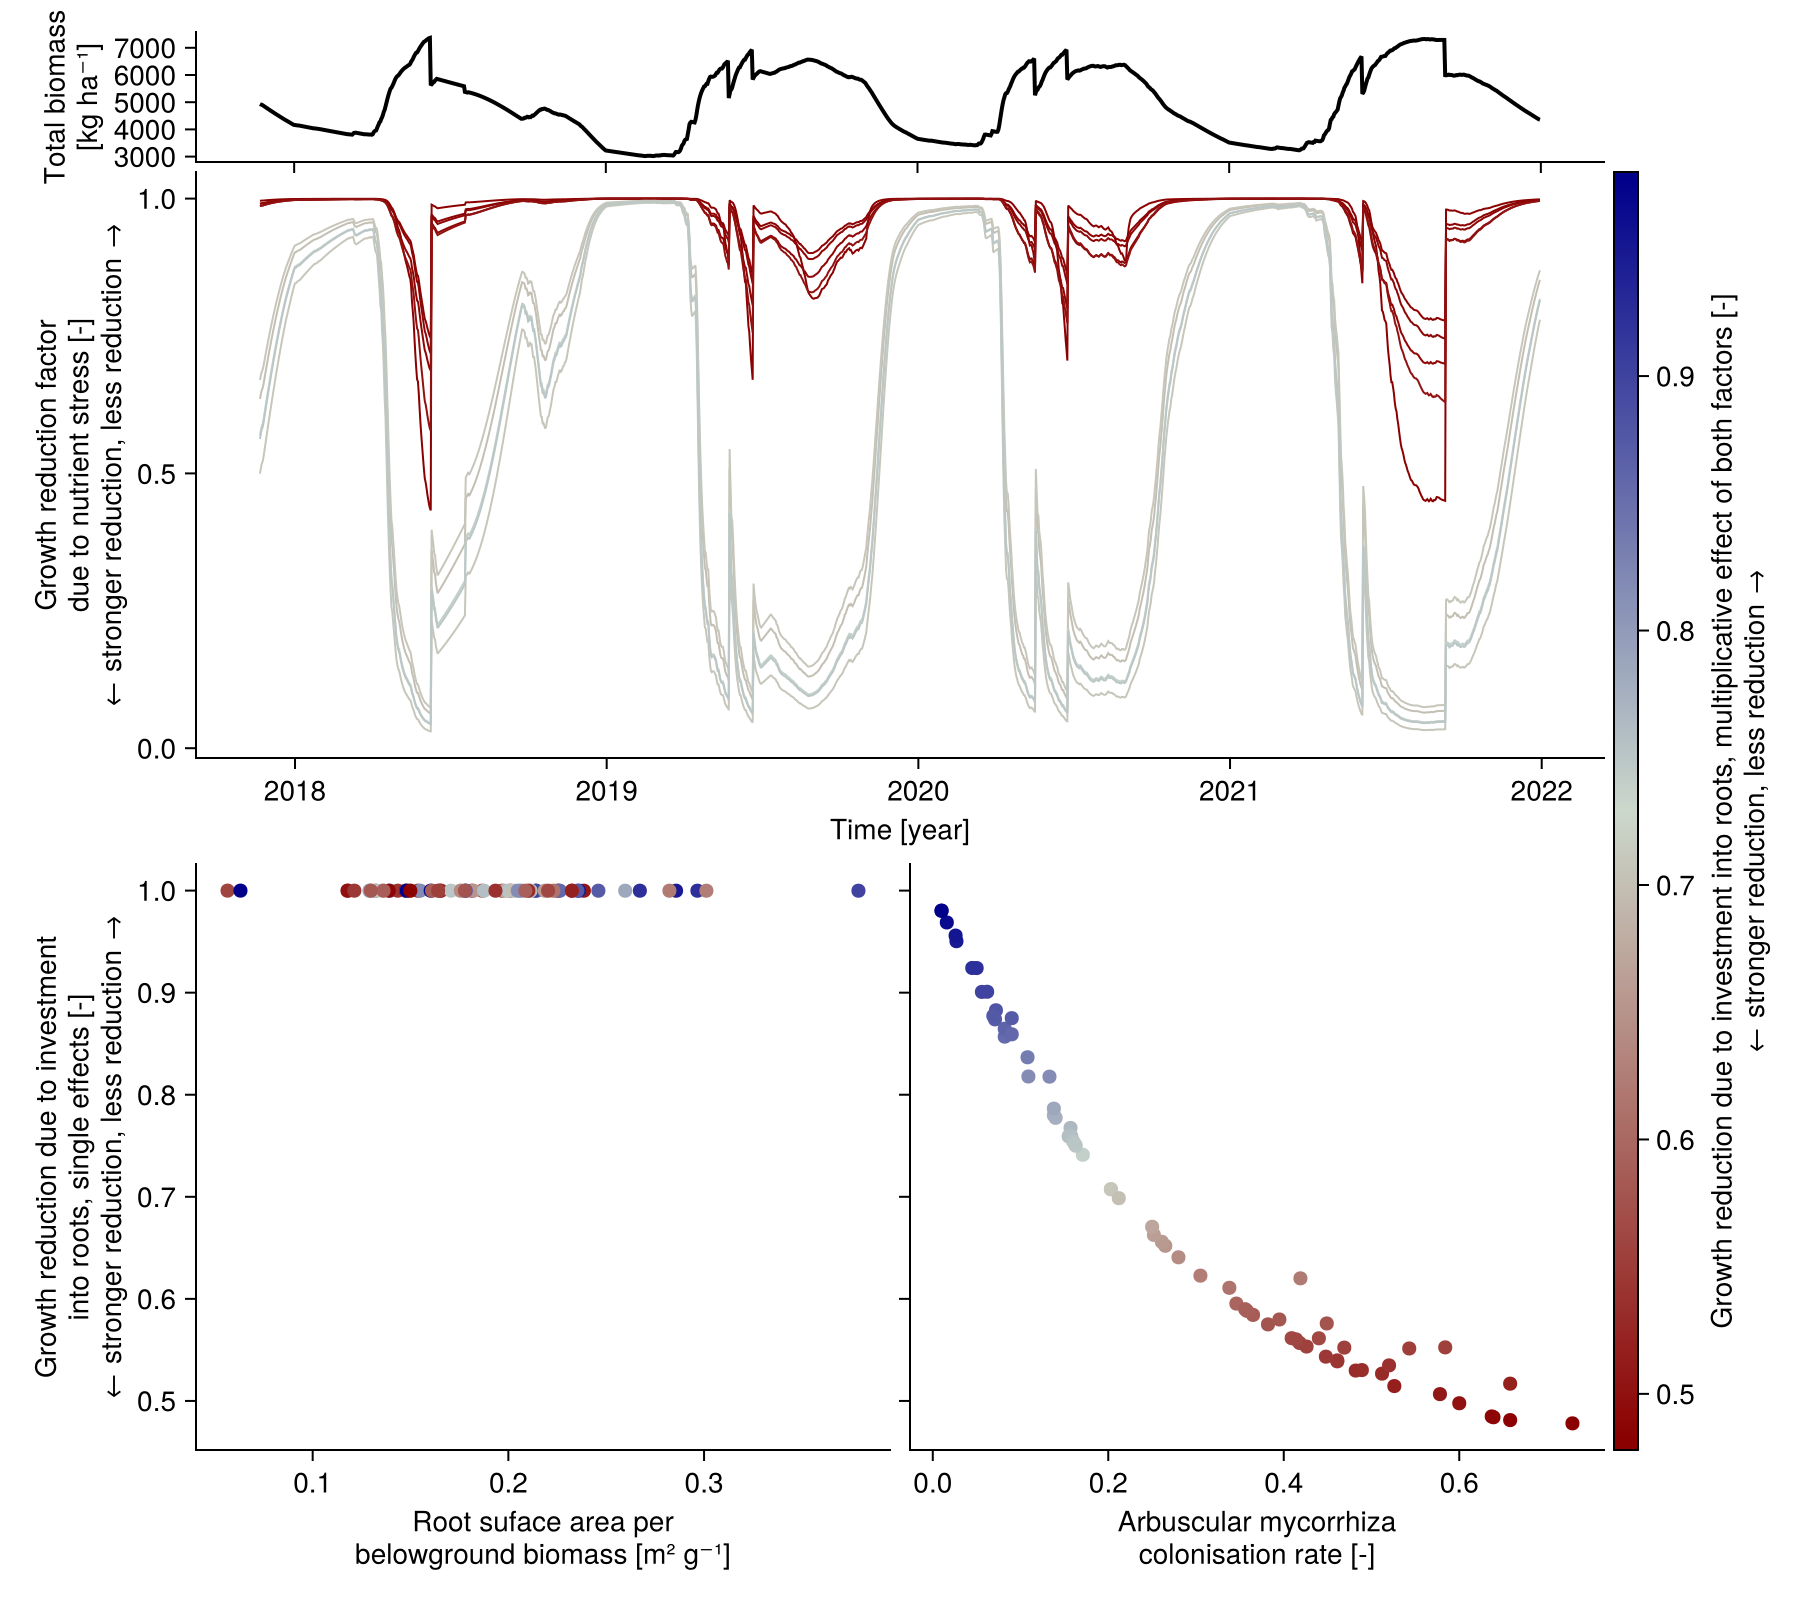 Total biomass
[kg ha⁻¹]
7000
6000
5000
4000
3000
Growth reduction factor
due to nutrient stress [-]
← stronger reduction, less reduction →
1.0
0.5
0.0
2018 2019 2020 2021 2022
Time [year]
Growth reduction due to investment
into roots, single effects [-]
← stronger reduction, less reduction →
1.0
0.9
0.8
0.7
0.6
0.5
0.1 0.2 0.3
Root suface area per
belowground biomass [m² g⁻¹]
0.0 0.2 0.4 0.6
Arbuscular mycorrhiza
colonisation rate [-]
0.9
0.8
0.7
0.6
0.5
Growth reduction due to investment into roots, multiplicative effect of both factors [-]
← stronger reduction, less reduction →